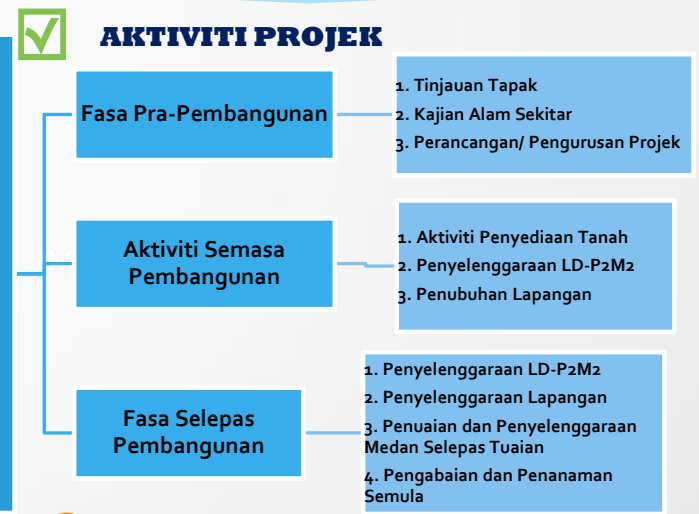 AKTIVITI PROJEK
Fasa Pra-Pembangunan
1. Tinjauan Tapak
2. Kajian Alam Sekitar
3. Perancangan/ Pengurusan Projek
Aktiviti Semasa
Pembangunan
1. Aktiviti Penyediaan Tanah
2. Penyelenggaraan LD-P2M2
3. Penubuhan Lapangan
Fasa Selepas
Pembangunan
1. Penyelenggaraan LD-P2M2
2. Penyelenggaraan Lapangan
3. Penuaian dan Penyelenggaraan
Medan Selepas Tuaian
4. Pengabaian dan Penanaman
Semula